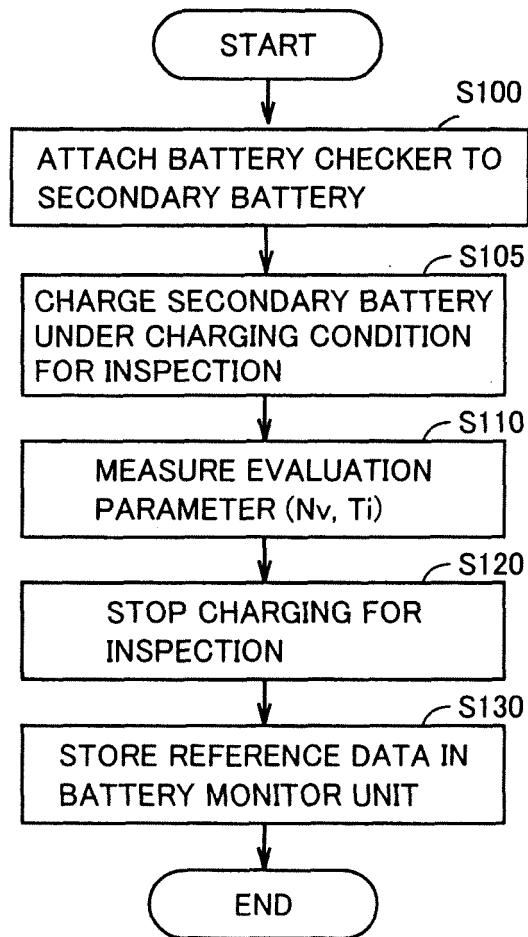 START
S100
ATTACH BATTERY CHECKER TO
SECONDARY BATTERY
S105
CHARGE SECONDARY BATTERY
UNDER CHARGING CONDITION
FOR INSPECTION
S110
MEASURE EVALUATION
PARAMETER (Nv, Ti)
S120
STOP CHARGING FOR
INSPECTION
S130
STORE REFERENCE DATA IN
BATTERY MONITOR UNIT
END